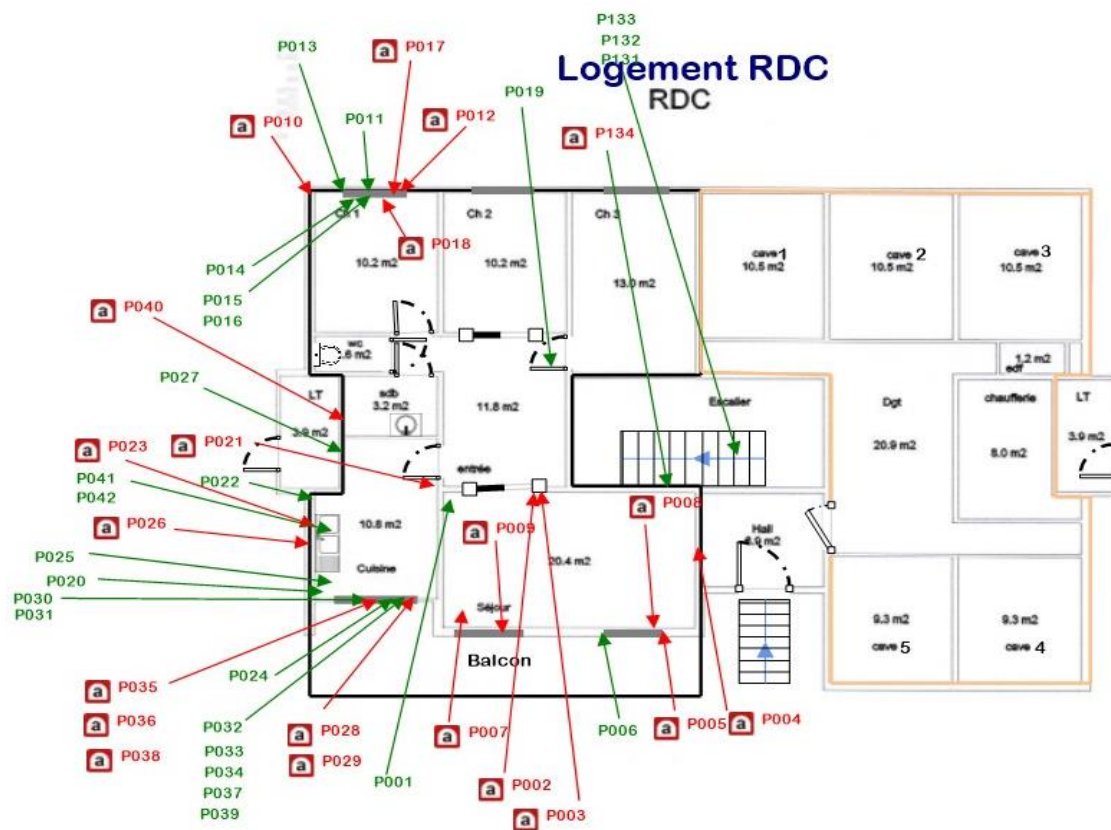 P133
P132
P131
Logement RDC
RDC
P013
a P017
P019
a P010
P011
a P012
a P134
Ch 1
Ch 2
Ch 3
cave 1
cave 2
cave 3
a P018
10.2 m2
10.2 m2
13.0 m2
10.5 m2
10.5 m2
10.5 m2
P014
P015
P016
a P040
wc
1.2 m2
edf
P027
LT
sdb
3.2 m2
11.8 m2
Escalier
Dgt
chaufferie
LT
3.9 m2
20.9 m2
8.0 m2
3.9 m2
a P023
a P021
entrée
P041
P042
P022
a P026
10.8 m2
a P009
a P008
Hall
20.4 m2
P025
P020
Cuisine
P030
P031
Séjour
9.3 m2
9.3 m2
cave 5
cave 4
Balcon
P024
a P035
a P036
a P038
P032
P033
P034
P037
P039
a P028
a P029
P001
a P007
P006
a P005
a P004
a P002
a P003